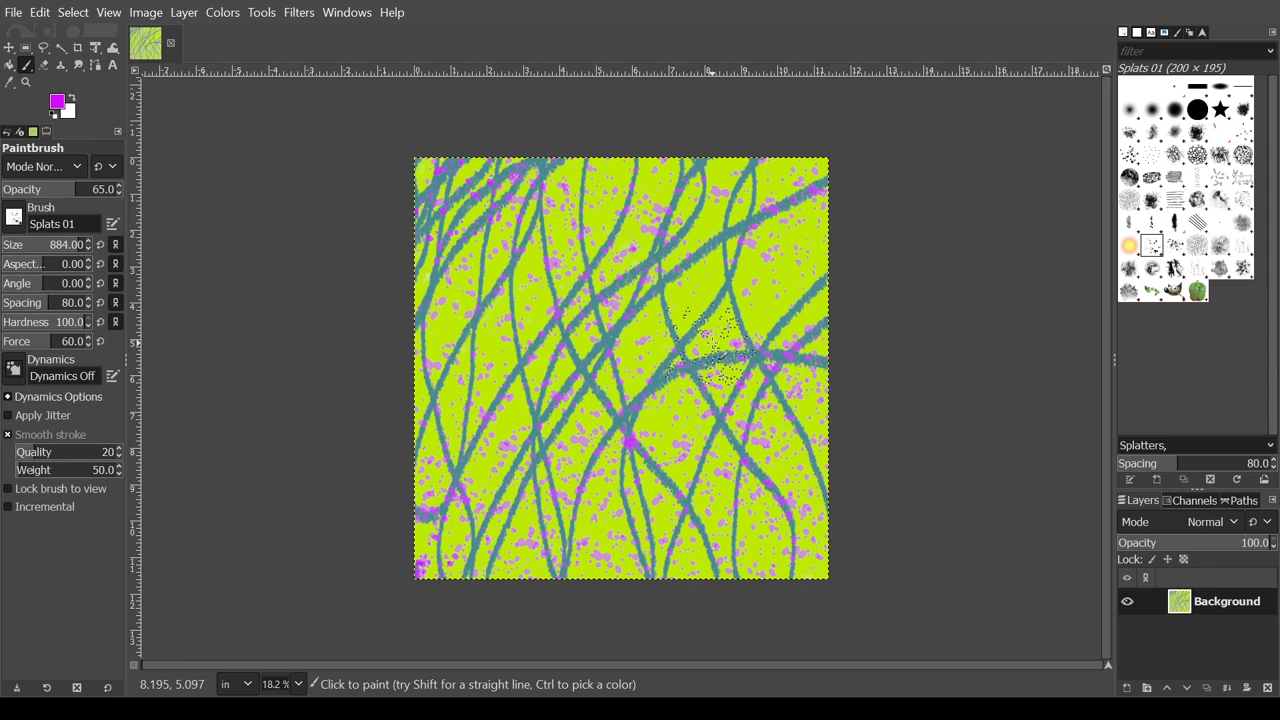 File Edit Select View Image Layer Colors Tools Filters Windows Help
filter
Splats 01 (200 × 195)
Paintbrush
Mode Nor...
Opacity 65.0
Brush
Splats 01
Size 884.00
Aspect... 0.00
Angle 0.00
Spacing 80.0
Hardness 100.0
Force 60.0
Dynamics
Dynamics Off
Dynamics Options
Apply Jitter
Smooth stroke
Quality 20
Weight 50.0
Lock brush to view
Incremental
Splatters,
Spacing 80.0
Layers Channels Paths
Mode Normal
Opacity 100.0
Lock:
Background
8.195, 5.097 in 18.2 % Click to paint (try Shift for a straight line, Ctrl to pick a color)